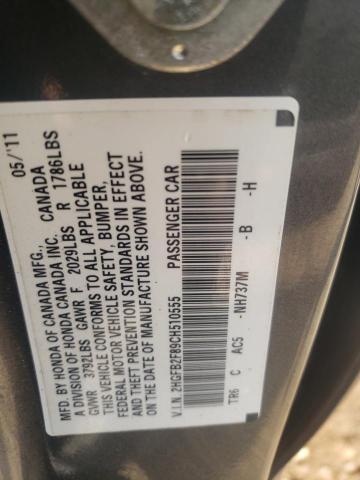 MFD. BY HONDA OF CANADA MFG., 05/'11
A DIVISION OF HONDA CANADA INC. CANADA
GVWR 3792LBS GAWR F 2029LBS R 1786LBS
THIS VEHICLE CONFORMS TO ALL APPLICABLE
FEDERAL MOTOR VEHICLE SAFETY, BUMPER,
AND THEFT PREVENTION STANDARDS IN EFFECT
ON THE DATE OF MANUFACTURE SHOWN ABOVE.
V.I.N. 2HGFB2F89CH510555 PASSENGER CAR
TR6 C AC5 -NH737M -B -H